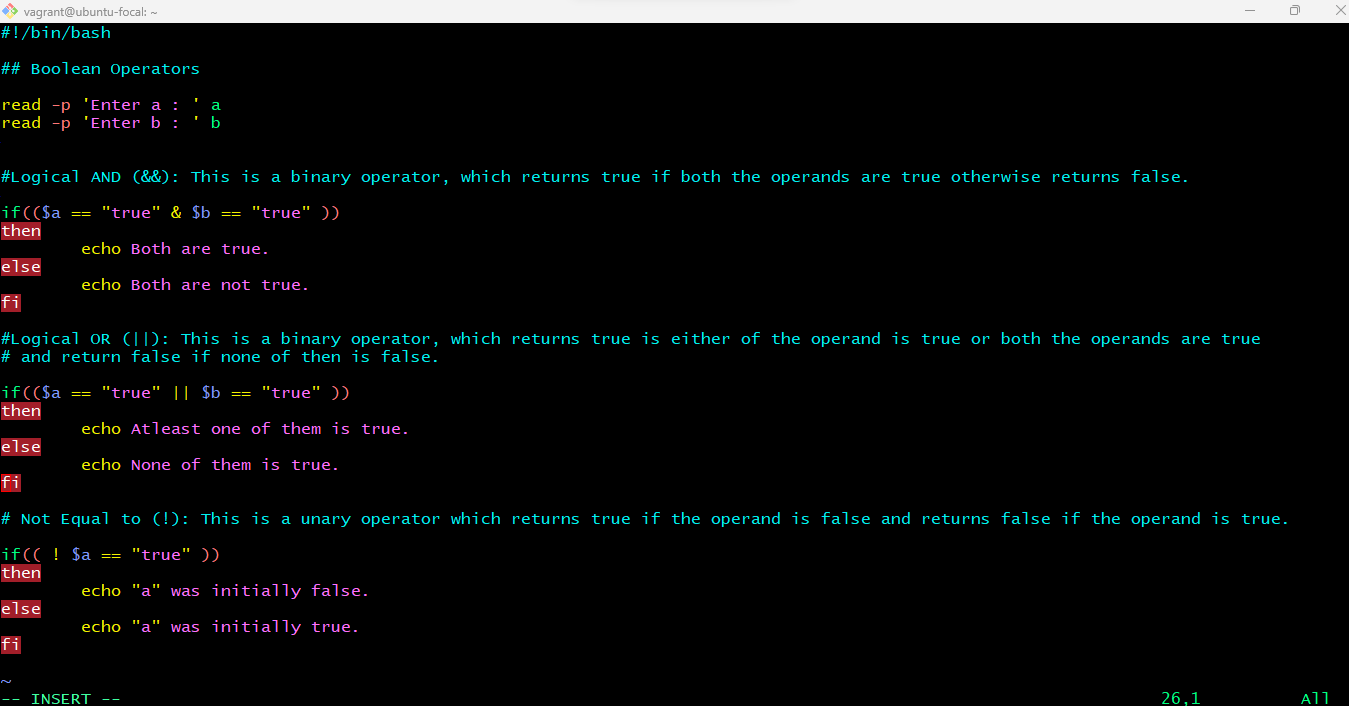 vagrant@ubuntu-focal: ~
#!/bin/bash
## Boolean Operators
read -p 'Enter a : ' a
read -p 'Enter b : ' b
#Logical AND (&&): This is a binary operator, which returns true if both the operands are true otherwise returns false.
if(($a == "true" & $b == "true" ))
then
echo Both are true.
else
echo Both are not true.
fi
#Logical OR (||): This is a binary operator, which returns true is either of the operand is true or both the operands are true
# and return false if none of then is false.
if(($a == "true" || $b == "true" ))
then
echo Atleast one of them is true.
else
echo None of them is true.
fi
# Not Equal to (!): This is a unary operator which returns true if the operand is false and returns false if the operand is true.
if(( ! $a == "true" ))
then
echo "a" was initially false.
else
echo "a" was initially true.
fi
~
-- INSERT -- 26,1 All